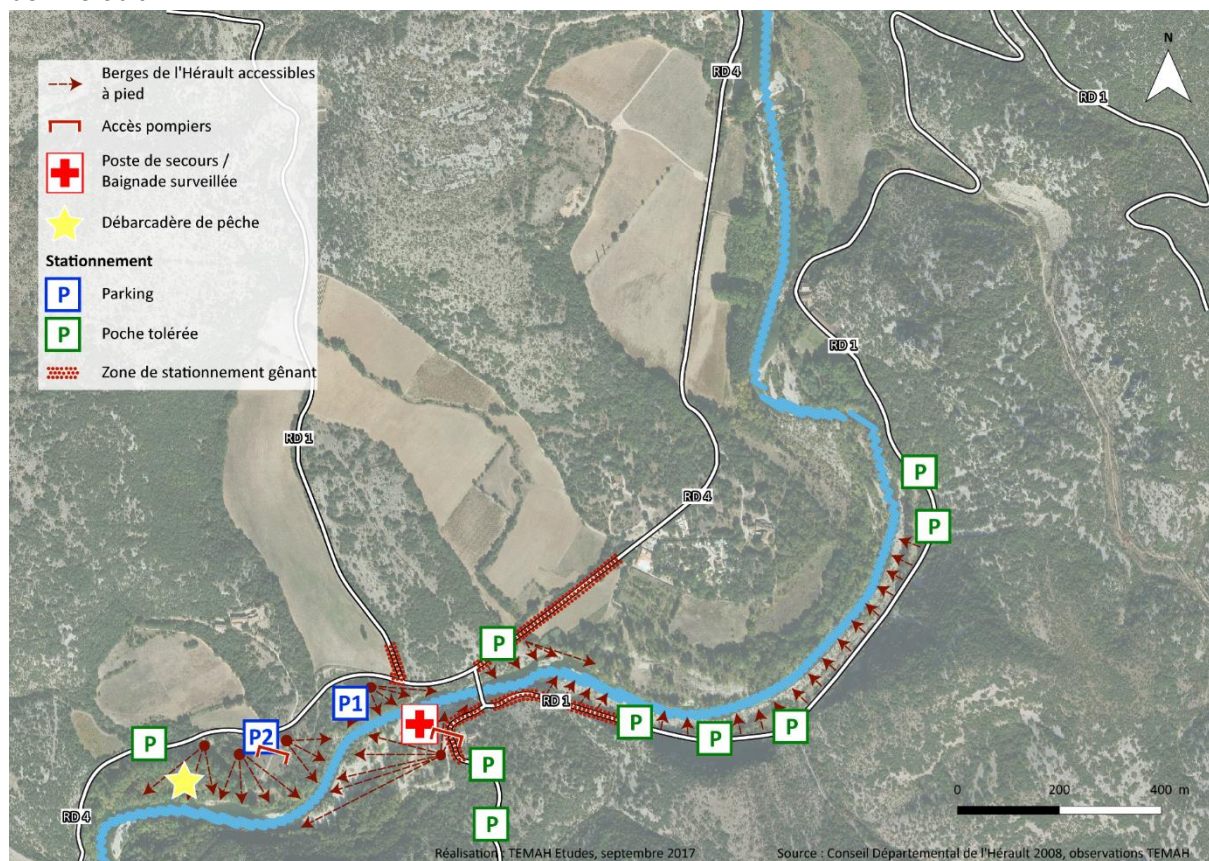 N
Berges de l'Hérault accessibles
à pied
Accès pompiers
Poste de secours /
Baignade surveillée
Débarcadère de pêche
Stationnement
P Parking
P Poche tolérée
Zone de stationnement gênant
RD 4
RD 1
RD 1
RD 1
RD 4
P
P
P
P1
RD 1
P2
P
P
P
P
P
P
RD 4
0 200 400 m
Réalisation : TEMAH Etudes, septembre 2017
Source : Conseil Départemental de l'Hérault 2008, observations TEMAH